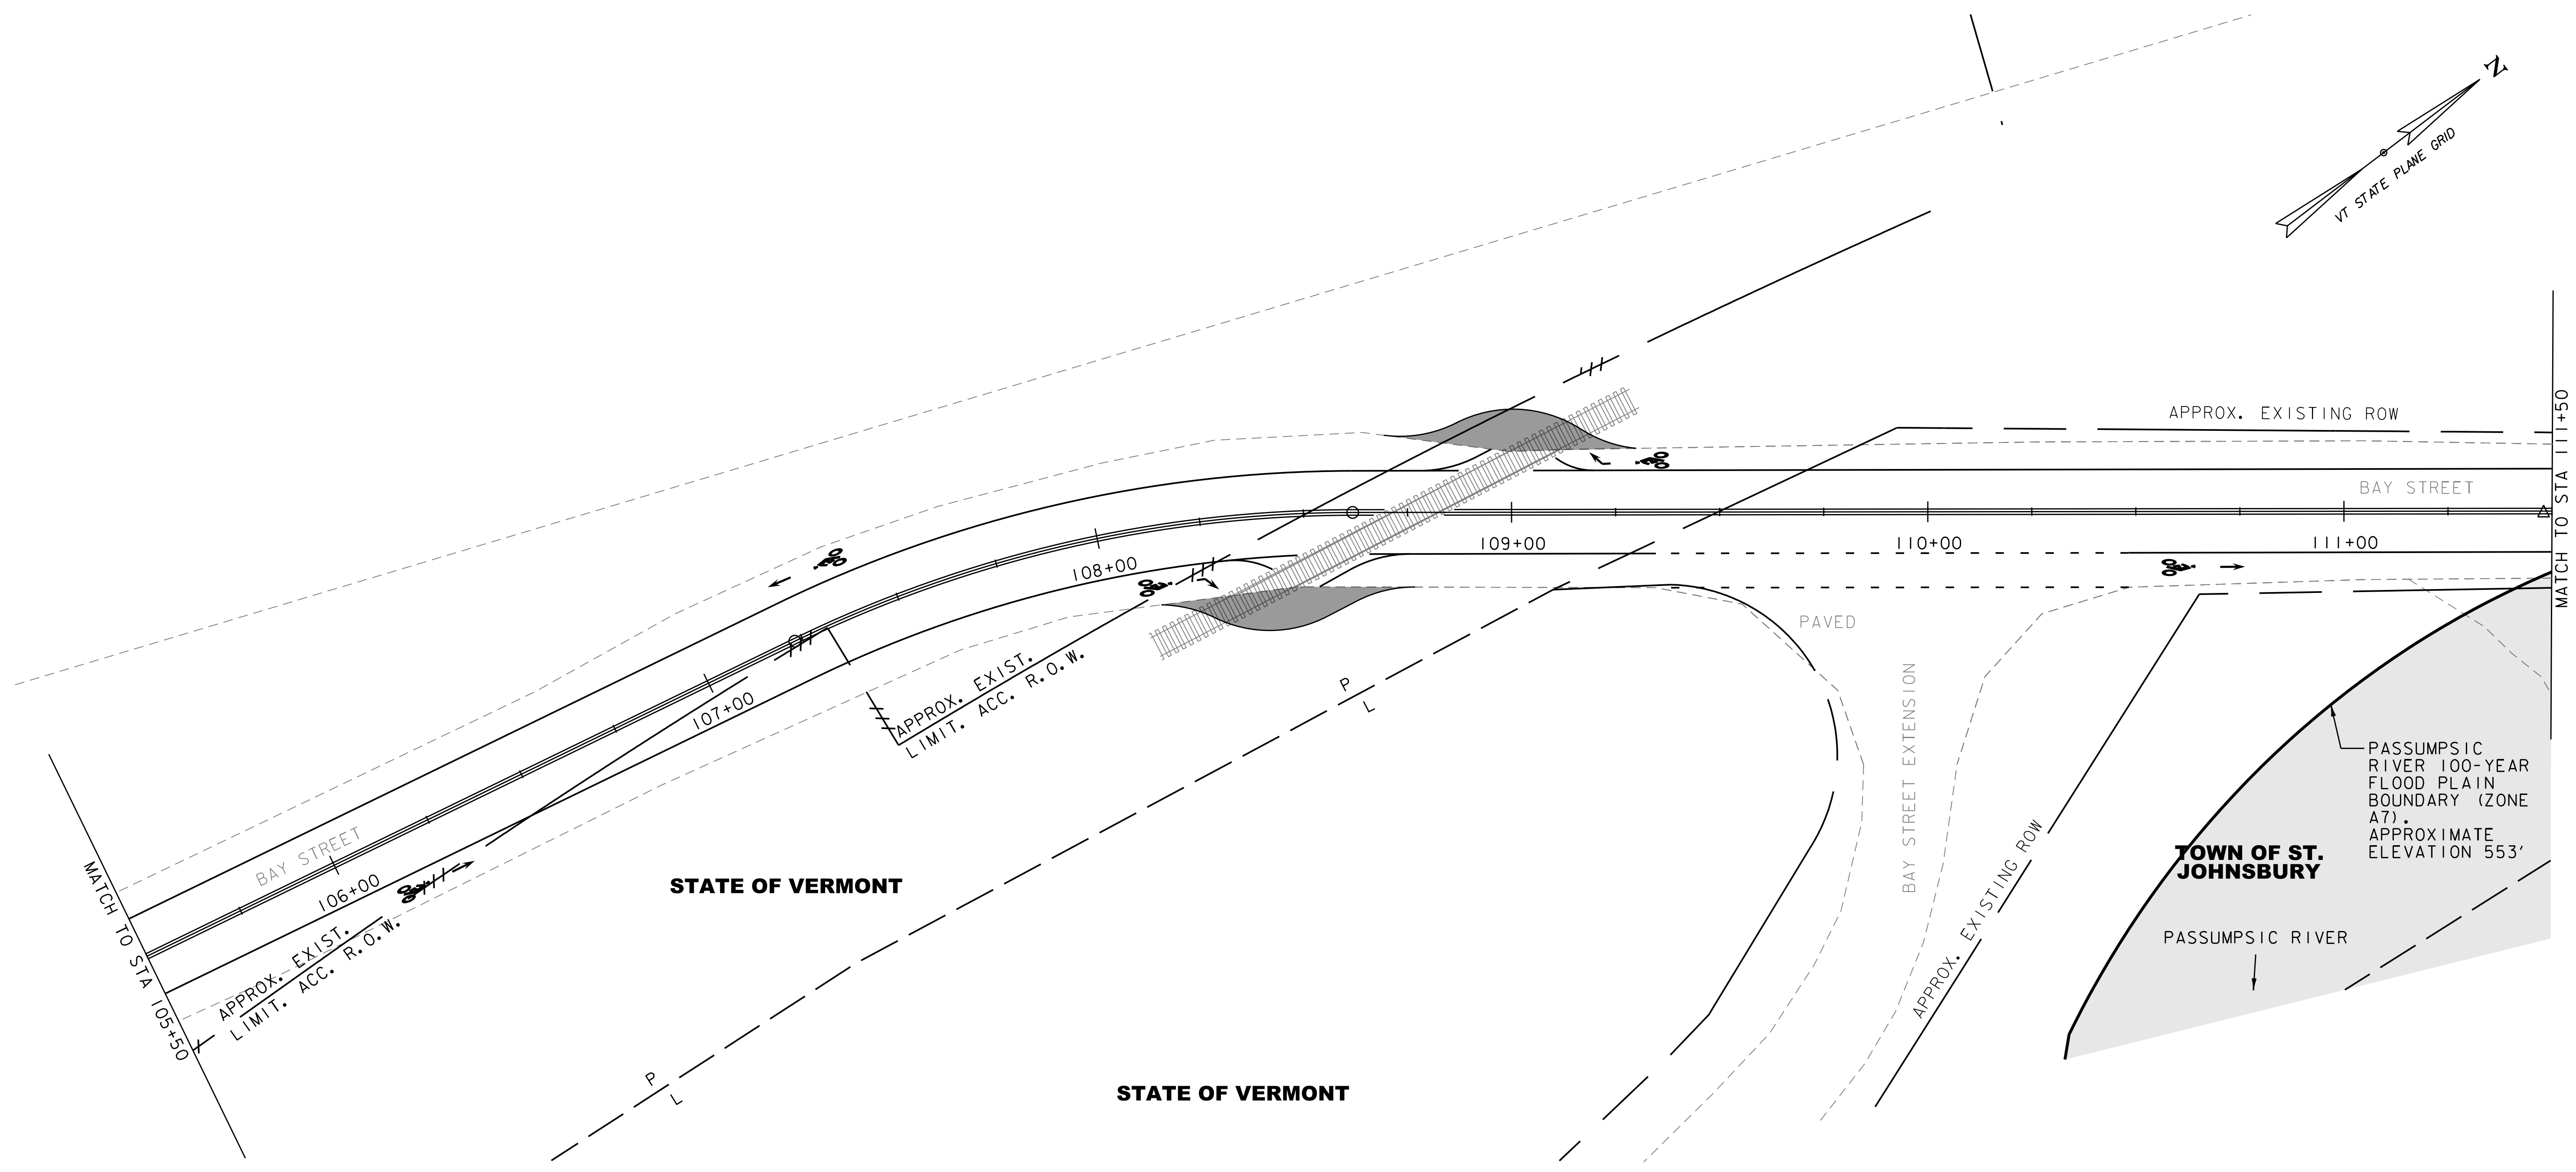 N
VT STATE PLANE GRID
APPROX. EXISTING ROW
BAY STREET
MATCH TO STA 111+50
109+00
110+00
111+00
108+00
PAVED
APPROX. EXIST.
LIMIT. ACC. R.O.W.
107+00
P
L
BAY STREET EXTENSION
PASSUMPSIC
RIVER 100-YEAR
FLOOD PLAIN
BOUNDARY (ZONE
A7).
APPROXIMATE
ELEVATION 553'
BAY STREET
106+00
MATCH TO STA 105+50
APPROX. EXIST.
LIMIT. ACC. R.O.W.
STATE OF VERMONT
TOWN OF ST.
JOHNSBURY
APPROX. EXISTING ROW
PASSUMPSIC RIVER
P
L
STATE OF VERMONT